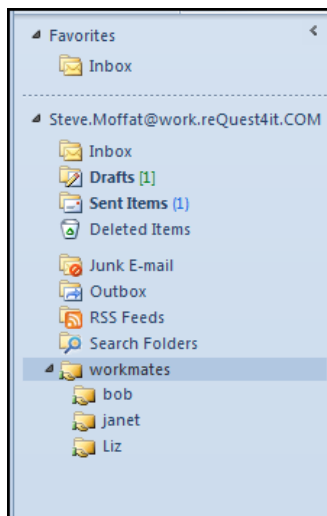 Favorites
Inbox
Steve.Moffat@work.reQuest4it.COM
Inbox
Drafts [1]
Sent Items (1)
Deleted Items
Junk E-mail
Outbox
RSS Feeds
Search Folders
workmates
bob
janet
Liz